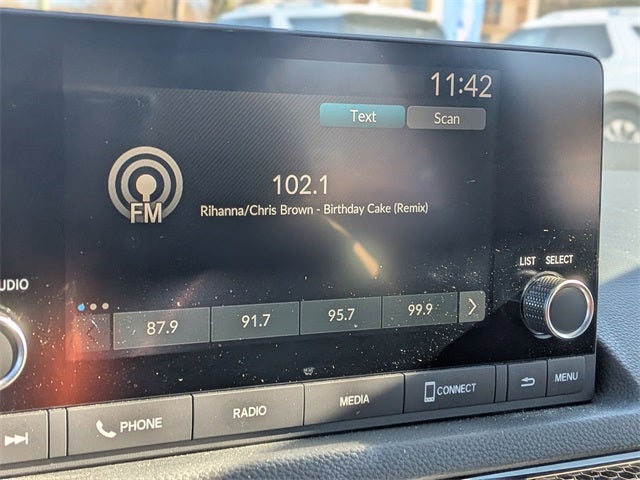 11:42
Text Scan
102.1
FM
Rihanna/Chris Brown - Birthday Cake (Remix)
LIST SELECT
87.9 91.7 95.7 99.9
PHONE RADIO MEDIA CONNECT MENU